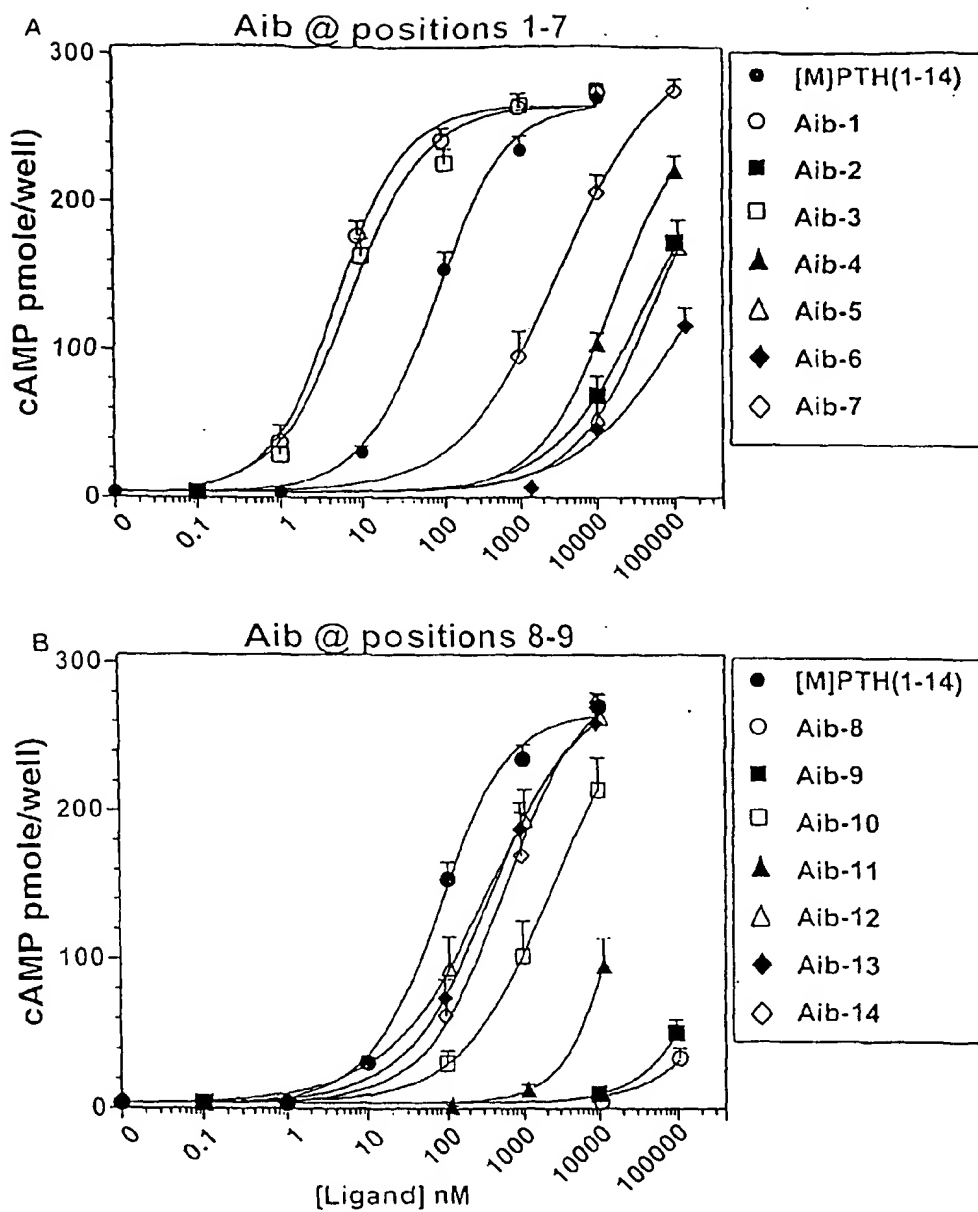 A
Aib @ positions 1-7
300
200
100
0
cAMP pmole/well
0
0.1
1
10
100
1000
10000
100000
[M]PTH(1-14)
Aib-1
Aib-2
Aib-3
Aib-4
Aib-5
Aib-6
Aib-7
B
Aib @ positions 8-9
300
200
100
0
cAMP pmole/well
0
0.1
1
10
100
1000
10000
100000
[Ligand] nM
[M]PTH(1-14)
Aib-8
Aib-9
Aib-10
Aib-11
Aib-12
Aib-13
Aib-14